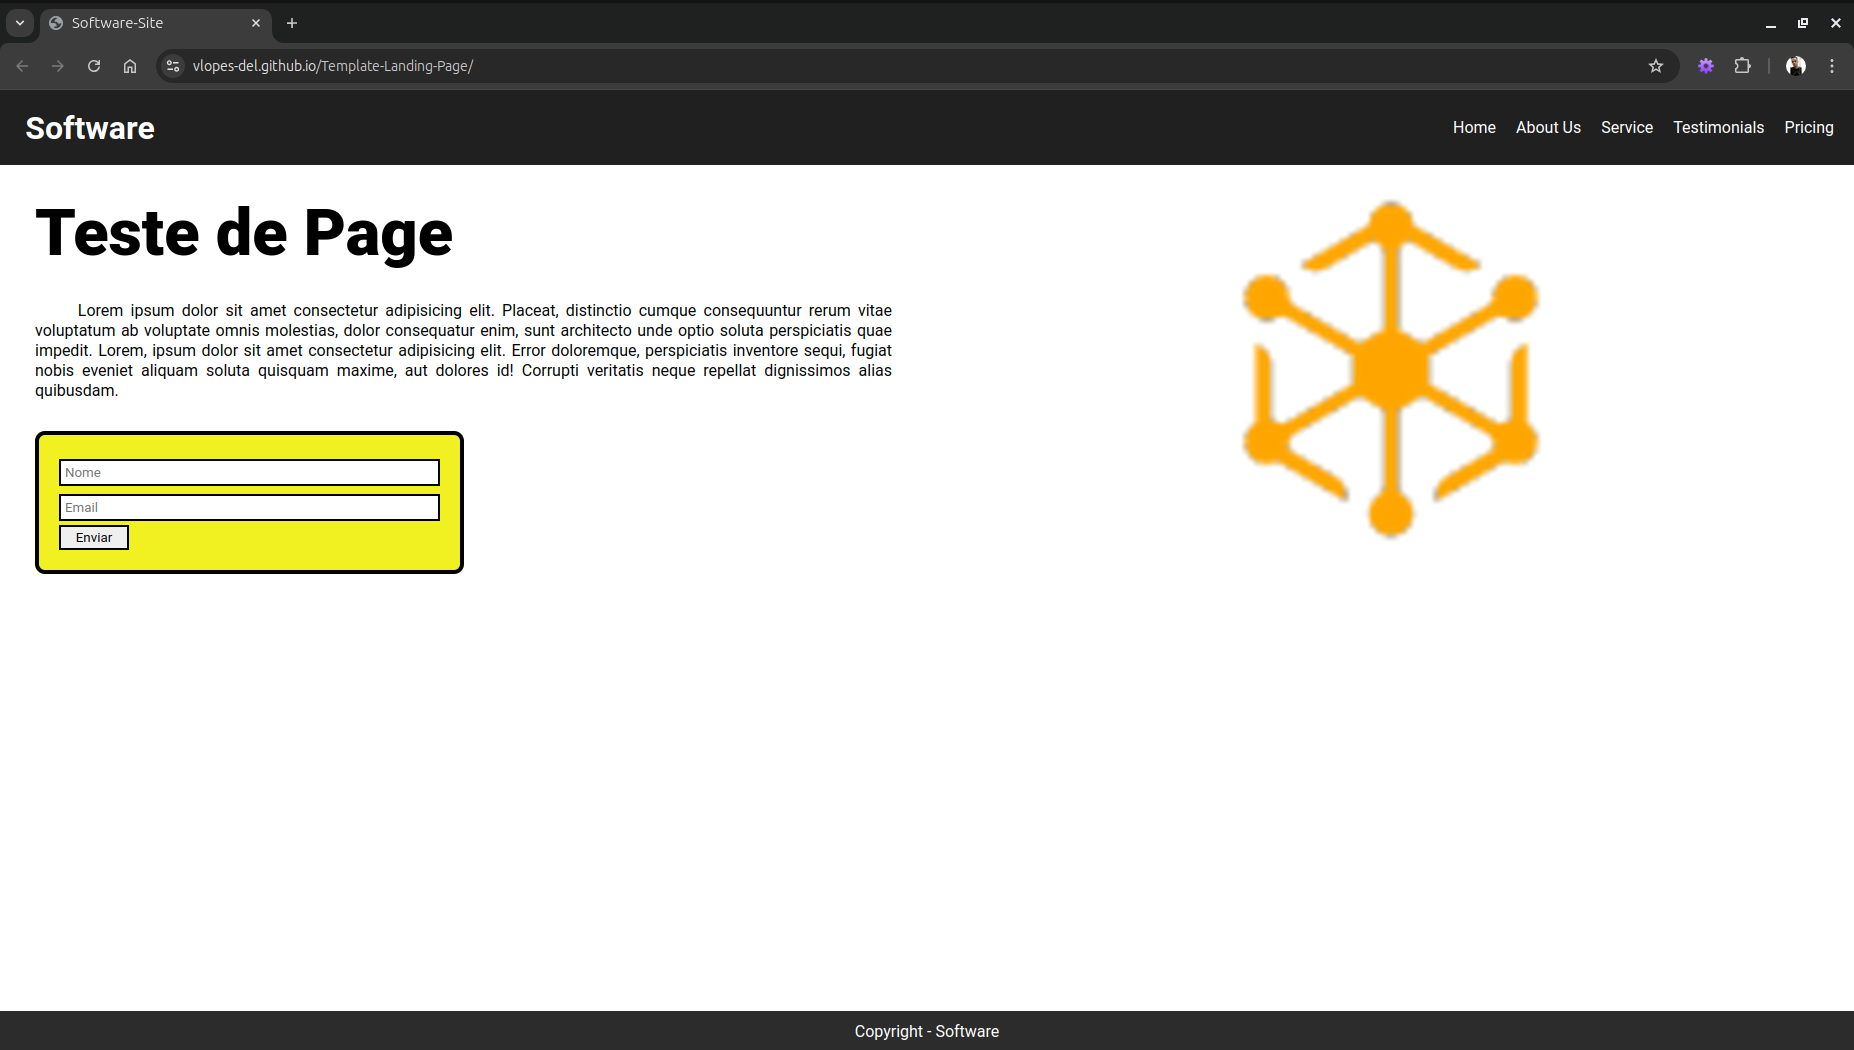 Software-Site
vlopes-del.github.io/Template-Landing-Page/
Software
Home About Us Service Testimonials Pricing
Teste de Page
Lorem ipsum dolor sit amet consectetur adipisicing elit. Placeat, distinctio cumque consequuntur rerum vitae
voluptatum ab voluptate omnis molestias, dolor consequatur enim, sunt architecto unde optio soluta perspiciatis quae
impedit. Lorem, ipsum dolor sit amet consectetur adipisicing elit. Error doloremque, perspiciatis inventore sequi, fugiat
nobis eveniet aliquam soluta quisquam maxime, aut dolores id! Corrupti veritatis neque repellat dignissimos alias
quibusdam.
Nome
Email
Enviar
Copyright - Software